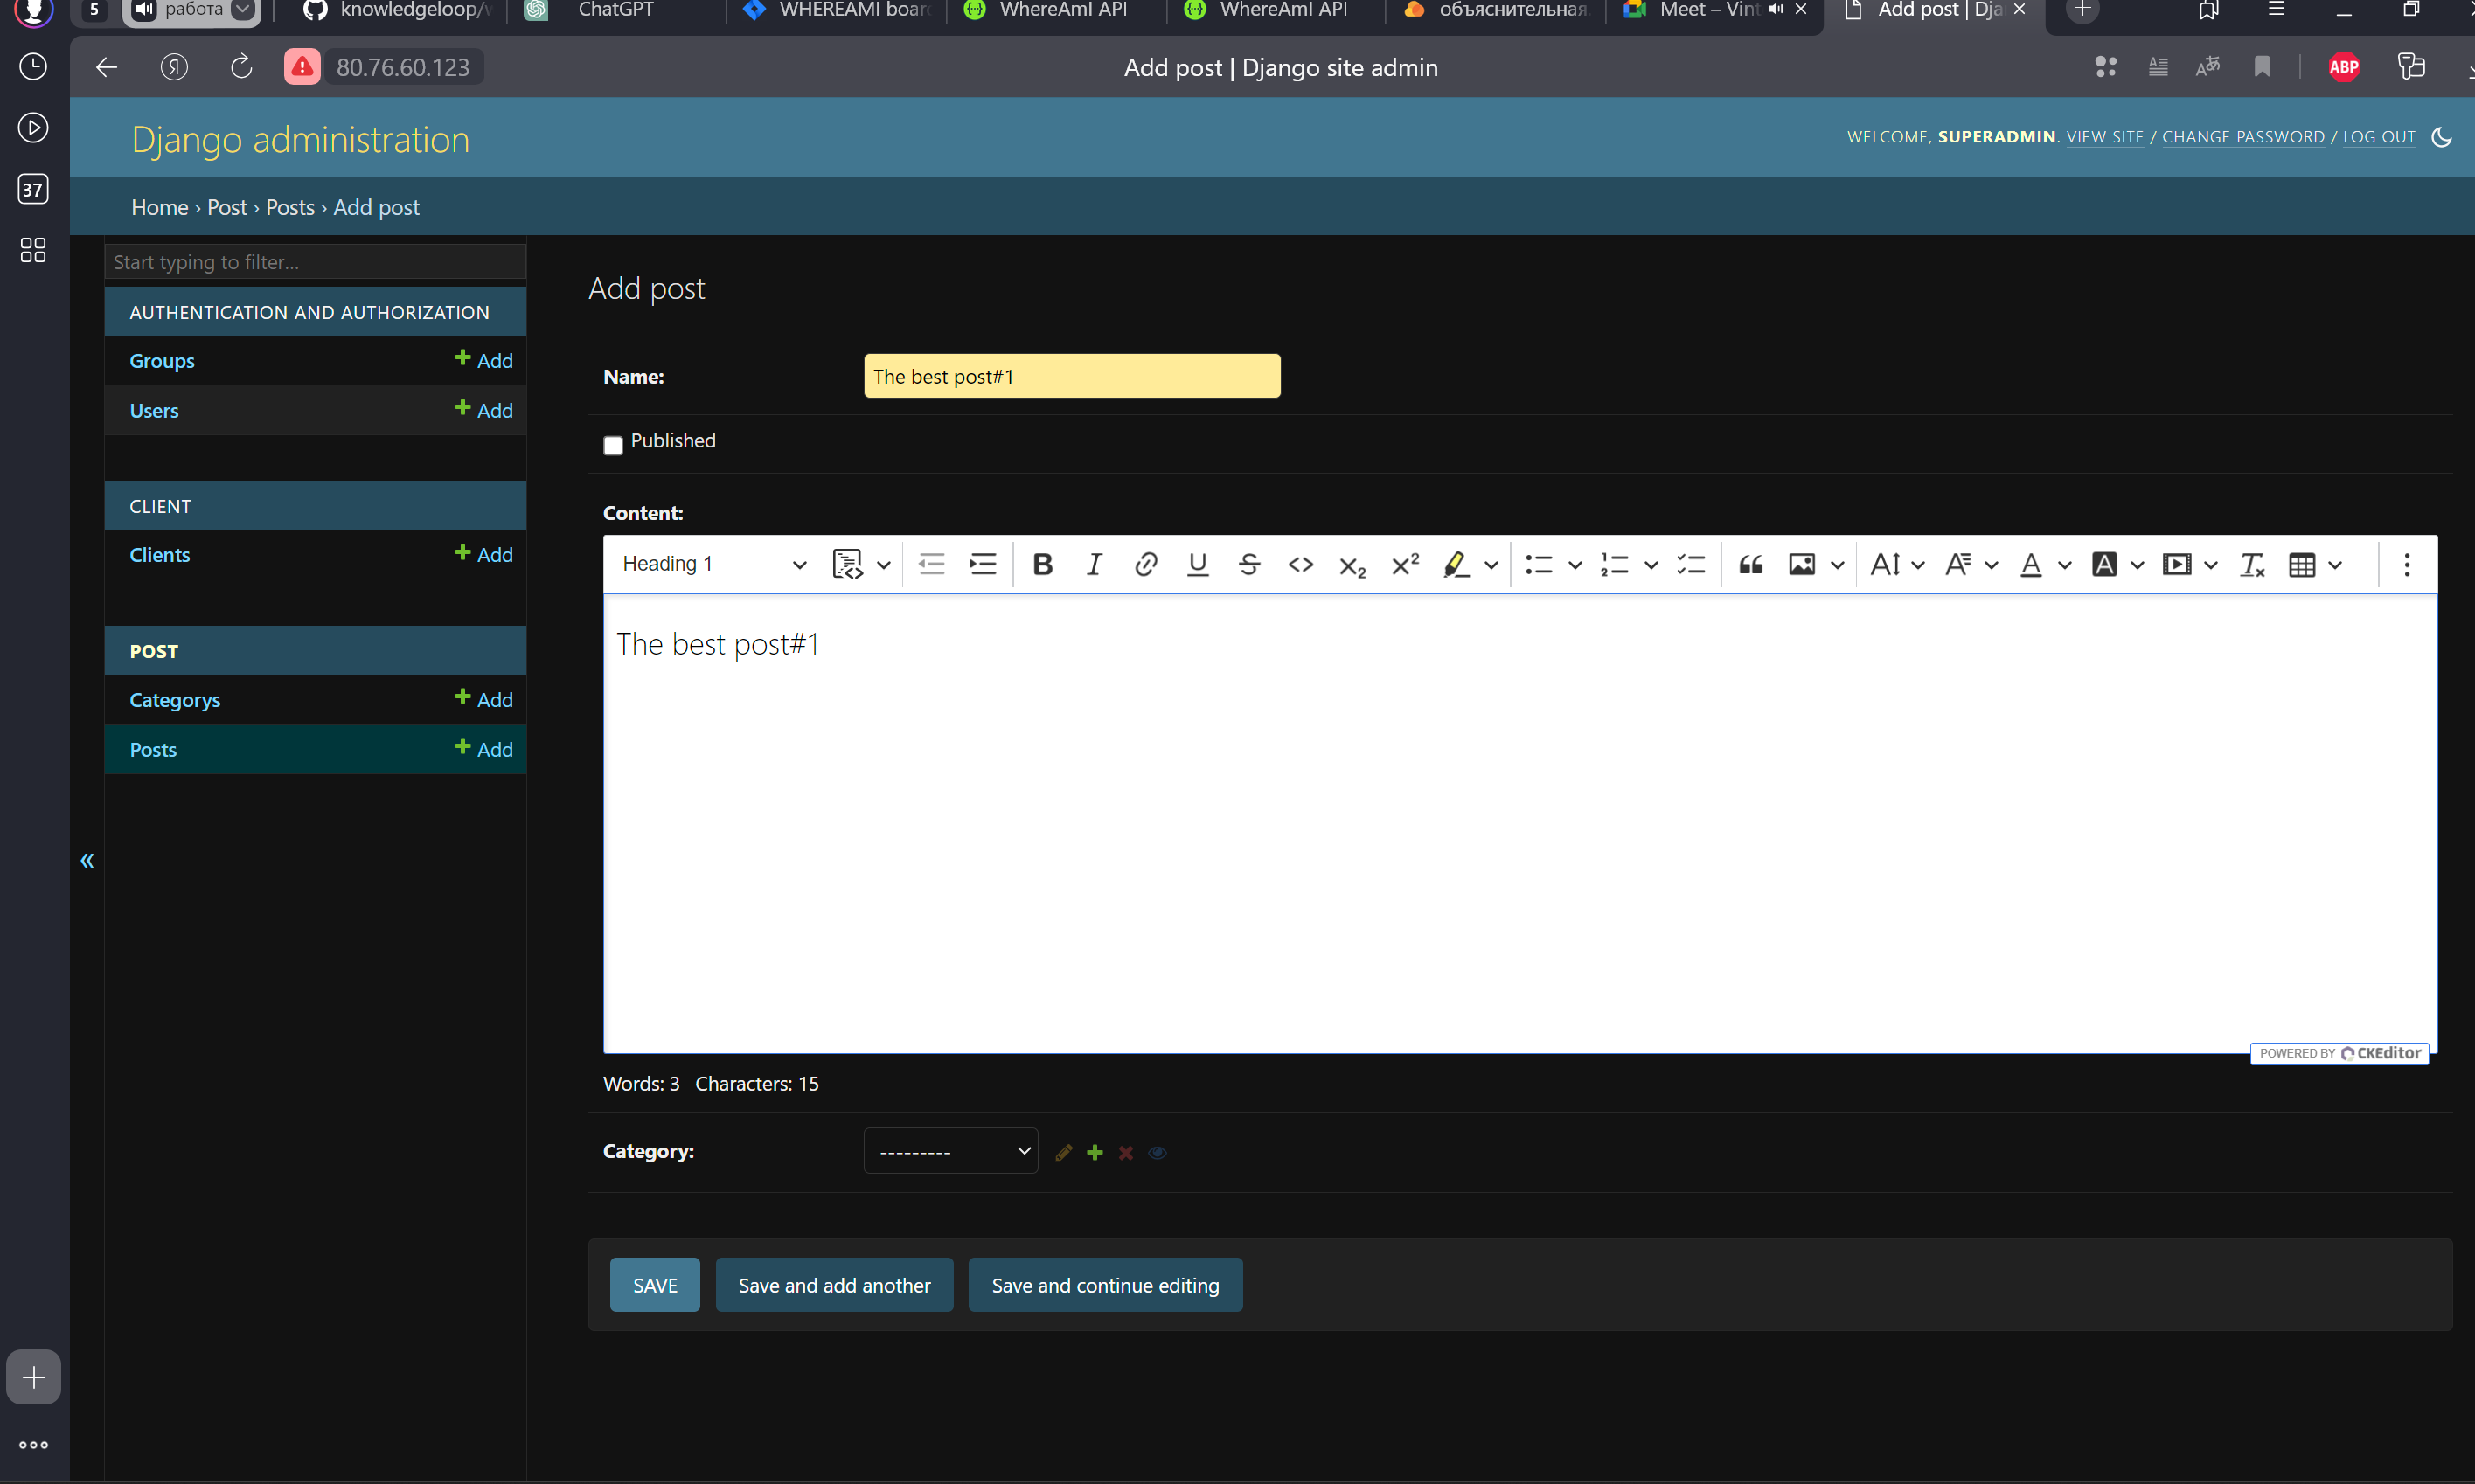 5
работа
knowledgeloop/
ChatGPT
WHEREAMI boar
WhereAmI API
WhereAmI API
объяснительная.
Meet – Vint
Add post | Dja
80.76.60.123
Add post | Django site admin
ABP
37
Django administration
WELCOME, SUPERADMIN. VIEW SITE / CHANGE PASSWORD / LOG OUT
Home › Post › Posts › Add post
Start typing to filter...
AUTHENTICATION AND AUTHORIZATION
Groups + Add
Users + Add
CLIENT
Clients + Add
POST
Categorys + Add
Posts + Add
«
Add post
Name: The best post#1
Published
Content:
Heading 1
The best post#1
POWERED BY CKEditor
Words: 3 Characters: 15
Category: ---------
SAVE
Save and add another
Save and continue editing